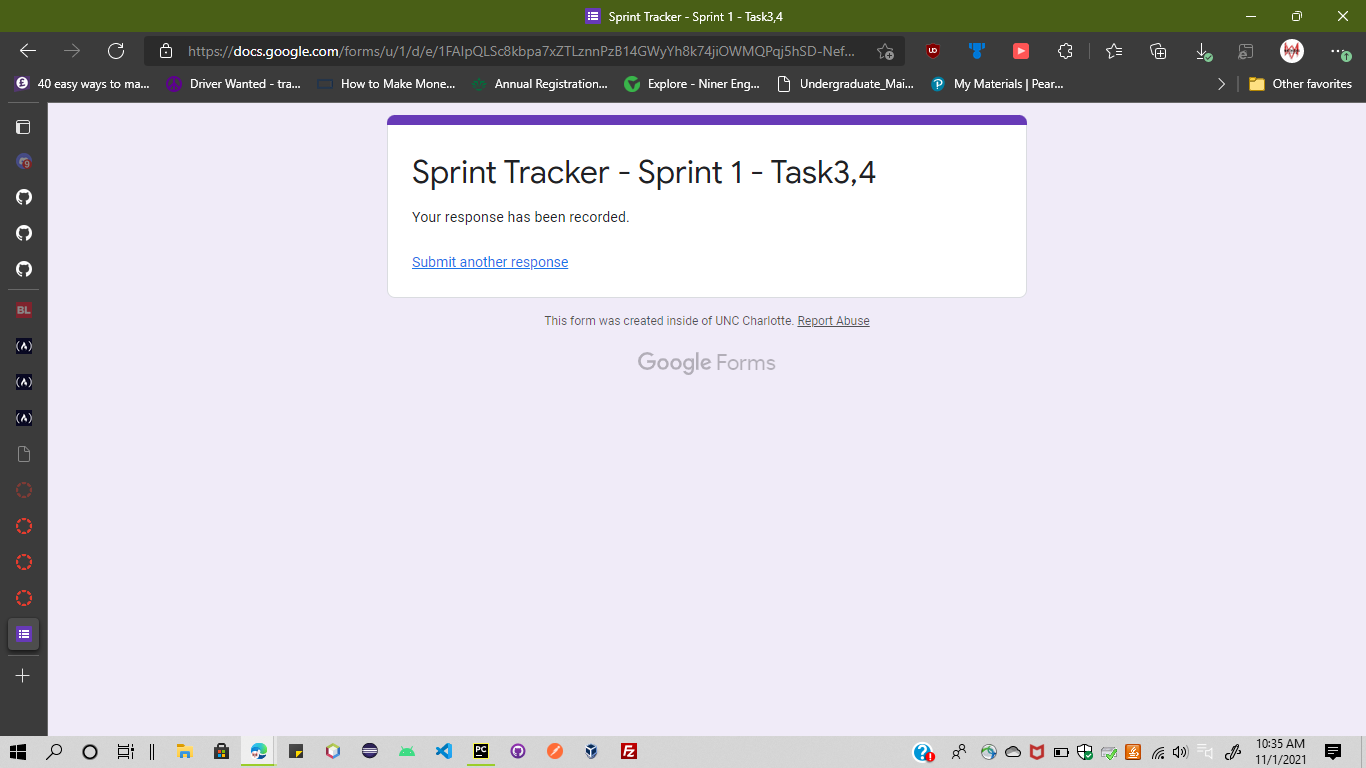 Sprint Tracker - Sprint 1 - Task3,4
https://docs.google.com/forms/u/1/d/e/1FAIpQLSc8kbpa7xZTLznnPzB14GWyYh8k74jiOWMQPqj5hSD-Nef...
40 easy ways to ma...
Driver Wanted - tra...
How to Make Mone...
Annual Registration...
Explore - Niner Eng...
Undergraduate_Mai...
My Materials | Pear...
Other favorites
Sprint Tracker - Sprint 1 - Task3,4
Your response has been recorded.
Submit another response
This form was created inside of UNC Charlotte. Report Abuse
Google Forms
BL
PC
FZ
10:35 AM
11/1/2021